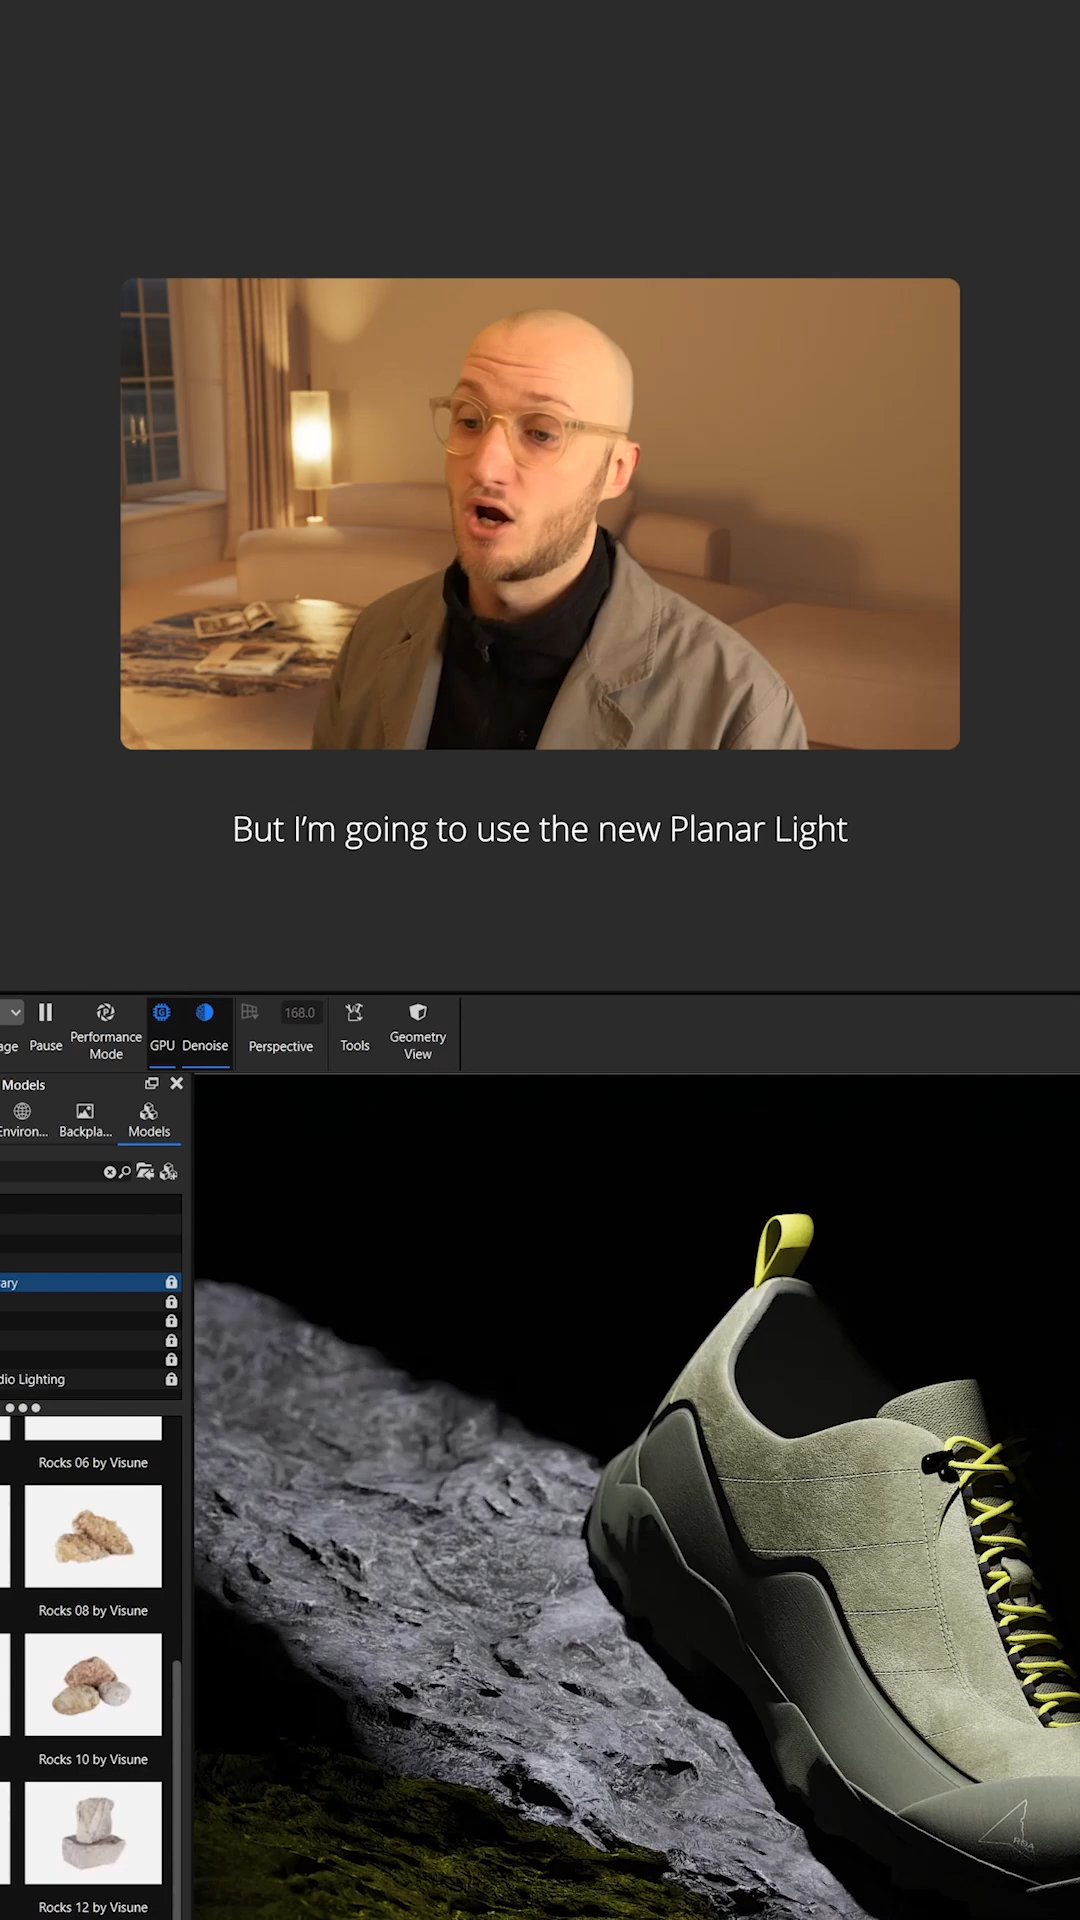 But I'm going to use the new Planar Light
age
Pause
Performance
Mode
GPU
Denoise
168.0
Perspective
Tools
Geometry
View
Models
Environ...
Backpla...
Models
ary
dio Lighting
Rocks 06 by Visune
Rocks 08 by Visune
Rocks 10 by Visune
Rocks 12 by Visune